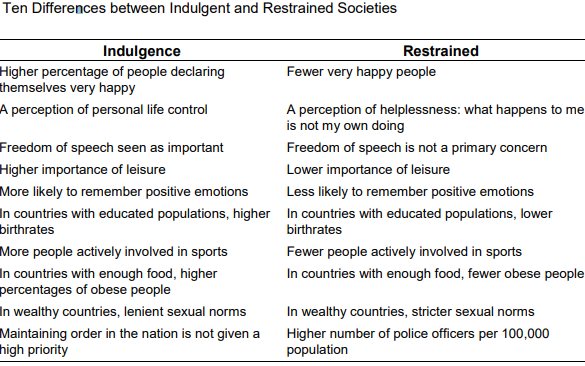 Ten Differences between Indulgent and Restrained Societies
Indulgence Restrained
Higher percentage of people declaring Fewer very happy people
themselves very happy
A perception of personal life control A perception of helplessness: what happens to me
is not my own doing
Freedom of speech seen as important Freedom of speech is not a primary concern
Higher importance of leisure Lower importance of leisure
More likely to remember positive emotions Less likely to remember positive emotions
In countries with educated populations, higher In countries with educated populations, lower
birthrates birthrates
More people actively involved in sports Fewer people actively involved in sports
In countries with enough food, higher In countries with enough food, fewer obese people
percentages of obese people
In wealthy countries, lenient sexual norms In wealthy countries, stricter sexual norms
Maintaining order in the nation is not given a Higher number of police officers per 100,000
high priority population